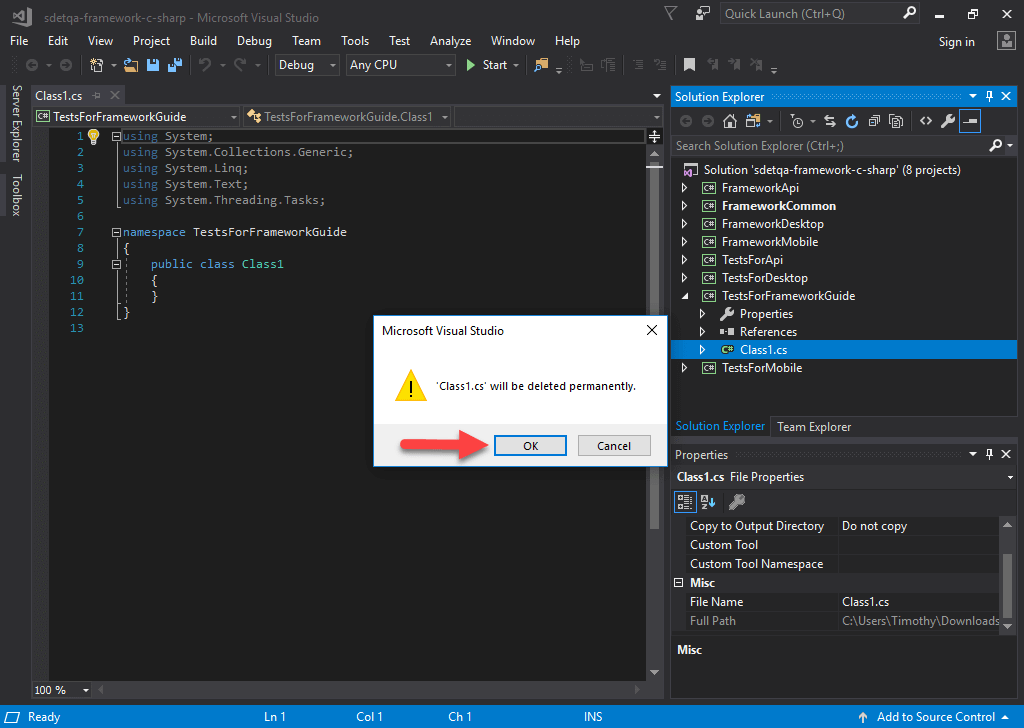 sdetqa-framework-c-sharp - Microsoft Visual Studio
Quick Launch (Ctrl+Q)
File Edit View Project Build Debug Team Tools Test Analyze Window Help
Sign in
Debug Any CPU Start
Server Explorer
Toolbox
Class1.cs
C# TestsForFrameworkGuide
TestsForFrameworkGuide.Class1
1 using System;
2 using System.Collections.Generic;
3 using System.Linq;
4 using System.Text;
5 using System.Threading.Tasks;
6
7 namespace TestsForFrameworkGuide
8 {
9 public class Class1
10 {
11 }
12 }
13
100 %
Microsoft Visual Studio
'Class1.cs' will be deleted permanently.
OK Cancel
Solution Explorer
Search Solution Explorer (Ctrl+;)
Solution 'sdetqa-framework-c-sharp' (8 projects)
C# FrameworkApi
C# FrameworkCommon
C# FrameworkDesktop
C# FrameworkMobile
C# TestsForApi
C# TestsForDesktop
C# TestsForFrameworkGuide
Properties
References
C# Class1.cs
C# TestsForMobile
Solution Explorer Team Explorer
Properties
Class1.cs File Properties
Copy to Output Directory Do not copy
Custom Tool
Custom Tool Namespace
Misc
File Name Class1.cs
Full Path C:\Users\Timothy\Downloads
Misc
Ready Ln 1 Col 1 Ch 1 INS Add to Source Control